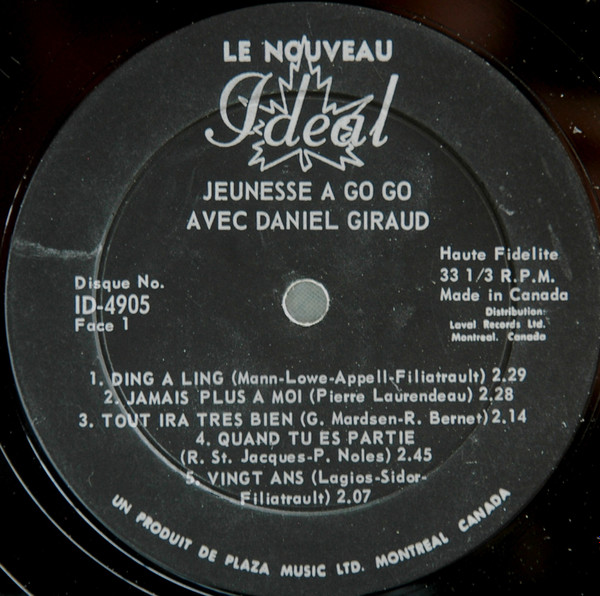 LE NOUVEAU
Ideal
JEUNESSE A GO GO
AVEC DANIEL GIRAUD
Disque No.
ID-4905
Face 1
Haute Fidelite
33 1/3 R.P.M.
Made in Canada
Distribution:
Laval Records Ltd.
Montreal. Canada
1. DING A LING (Mann-Lowe-Appell-Filiatrault) 2.29
2. JAMAIS PLUS A MOI (Pierre Laurendeau) 2.28
3. TOUT IRA TRES BIEN (G. Mardsen-R. Bernet) 2.14
4. QUAND TU ES PARTIE
(R. St. Jacques-P. Noles) 2.45
5. VINGT ANS (Lagios-Sidor-
Filiatrault) 2.07
UN PRODUIT DE PLAZA MUSIC LTD. MONTREAL CANADA